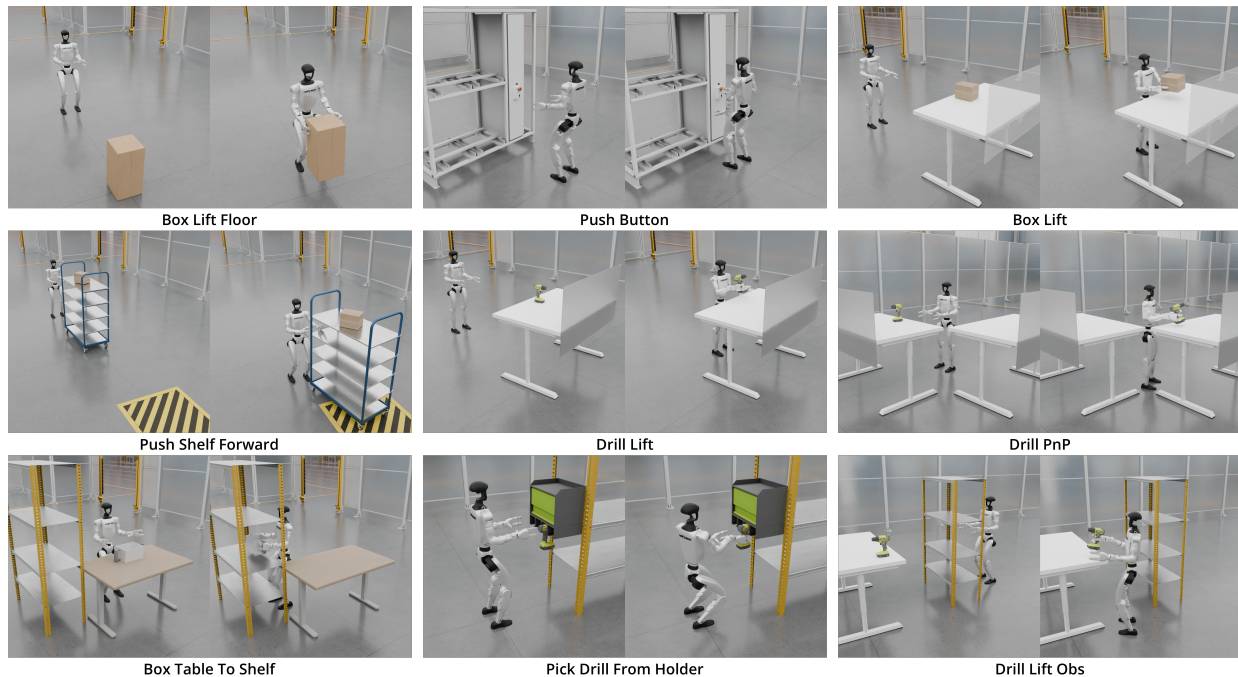 Box Lift Floor
Push Button
Box Lift
Push Shelf Forward
Drill Lift
Drill PnP
Box Table To Shelf
Pick Drill From Holder
Drill Lift Obs